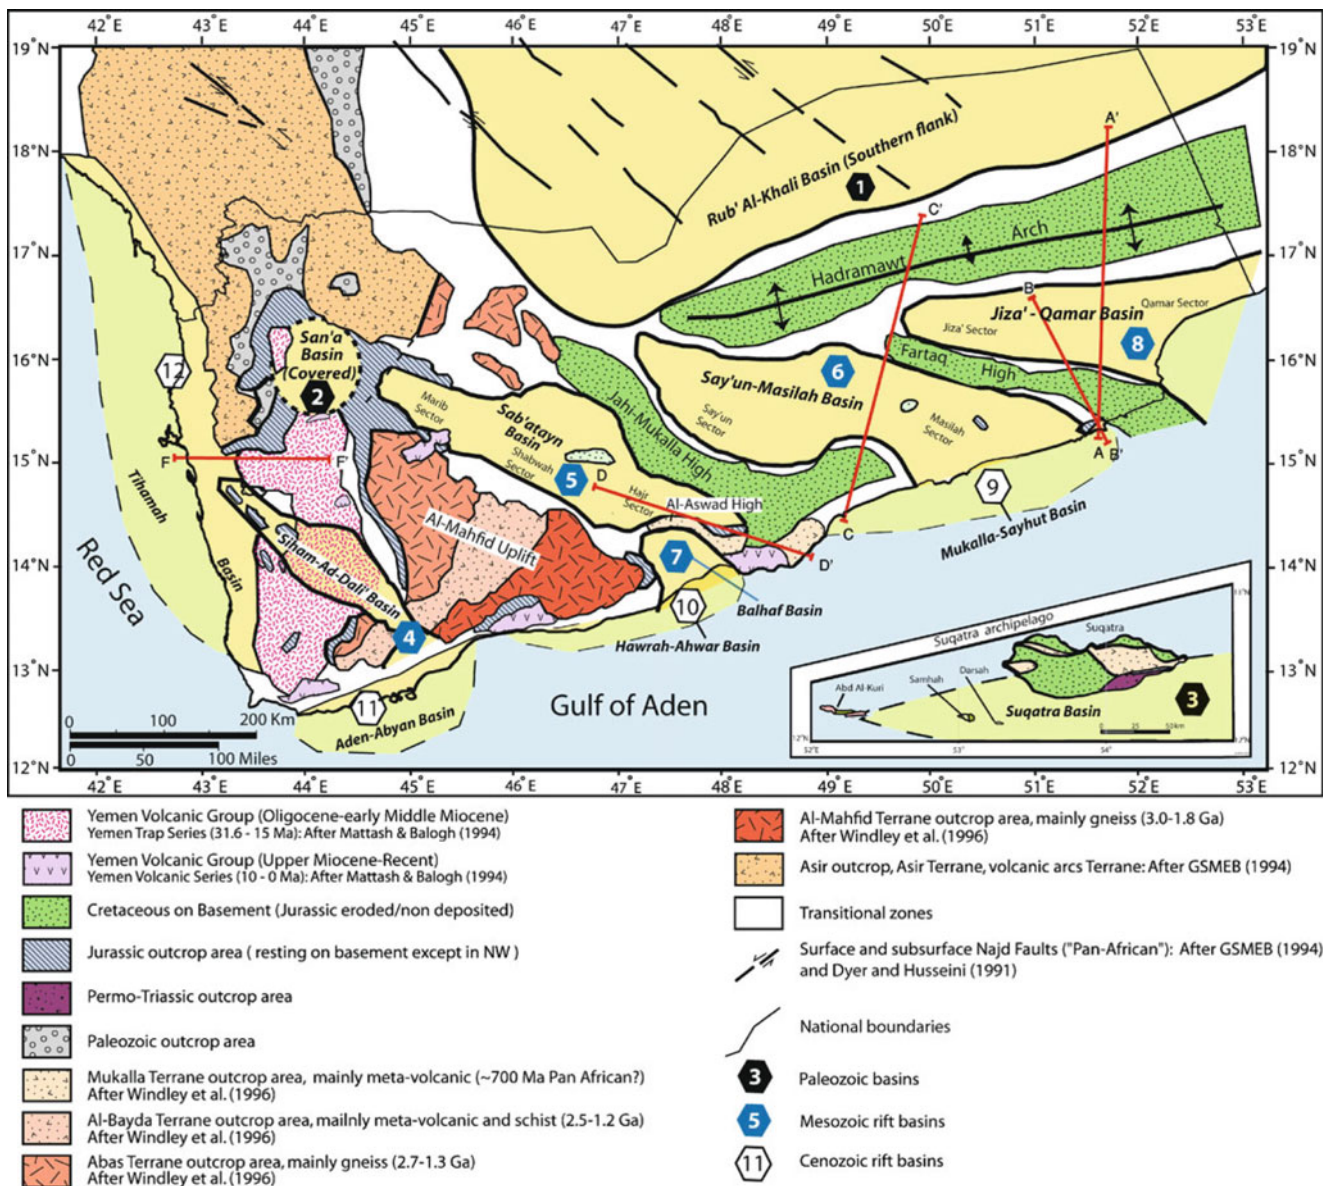 42°E 43°E 44°E 45°E 46°E 47°E 48°E 49°E 50°E 51°E 52°E 53°E
19°N 19°N
18°N 18°N
17°N 17°N
16°N 16°N
15°N 15°N
14°N 14°N
13°N 13°N
12°N 12°N
Rub' Al-Khali Basin (Southern flank)
1
A'
C'
Hadramawt Arch
B
Qamar Sector
Jiza' - Qamar Basin
Jiza' Sector
8
San'a
Basin
(Covered)
2
12
Fartaq High
6
Say'un-Masilah Basin
Say'un
Sector
Masilah
Sector
Marib
Sector
Sab'atayn
Basin
Shabwah
Sector
5
D
Hajr
Sector
Jahi-Mukalla High
Al-Aswad High
A B'
F F'
9
Mukalla-Sayhut Basin
C
D'
Tihamah
Basin
Red Sea
Al-Mahfid Uplift
Siham-Ad-Dali' Basin
4
7
Balhaf Basin
10
Hawrah-Ahwar Basin
11
Aden-Abyan Basin
Gulf of Aden
0 100 200 Km
0 50 100 Miles
Suqatra archipelago
Suqatra
Darsah
Samhah
Abd Al-Kuri
Suqatra Basin
3
0 25 50km
12°N
52°E 53° 54°
12°N
Yemen Volcanic Group (Oligocene-early Middle Miocene)
Yemen Trap Series (31.6 - 15 Ma): After Mattash & Balogh (1994)
Yemen Volcanic Group (Upper Miocene-Recent)
Yemen Volcanic Series (10 - 0 Ma): After Mattash & Balogh (1994)
Cretaceous on Basement (Jurassic eroded/non deposited)
Jurassic outcrop area ( resting on basement except in NW )
Permo-Triassic outcrop area
Paleozoic outcrop area
Mukalla Terrane outcrop area, mainly meta-volcanic (~700 Ma Pan African?)
After Windley et al. (1996)
Al-Bayda Terrane outcrop area, mailnly meta-volcanic and schist (2.5-1.2 Ga)
After Windley et al. (1996)
Abas Terrane outcrop area, mainly gneiss (2.7-1.3 Ga)
After Windley et al. (1996)
Al-Mahfid Terrane outcrop area, mainly gneiss (3.0-1.8 Ga)
After Windley et al. (1996)
Asir outcrop, Asir Terrane, volcanic arcs Terrane: After GSMEB (1994)
Transitional zones
Surface and subsurface Najd Faults ("Pan-African"): After GSMEB (1994)
and Dyer and Husseini (1991)
National boundaries
3 Paleozoic basins
5 Mesozoic rift basins
11 Cenozoic rift basins